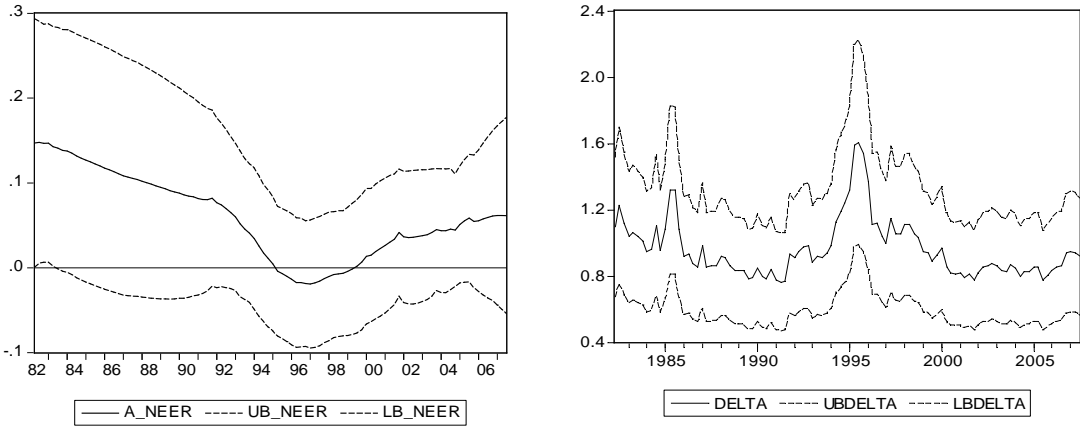 .3
.2
.1
.0
-.1
82 84 86 88 90 92 94 96 98 00 02 04 06
A_NEER UB_NEER LB_NEER
2.4
2.0
1.6
1.2
0.8
0.4
1985 1990 1995 2000 2005
DELTA UBDELTA LBDELTA